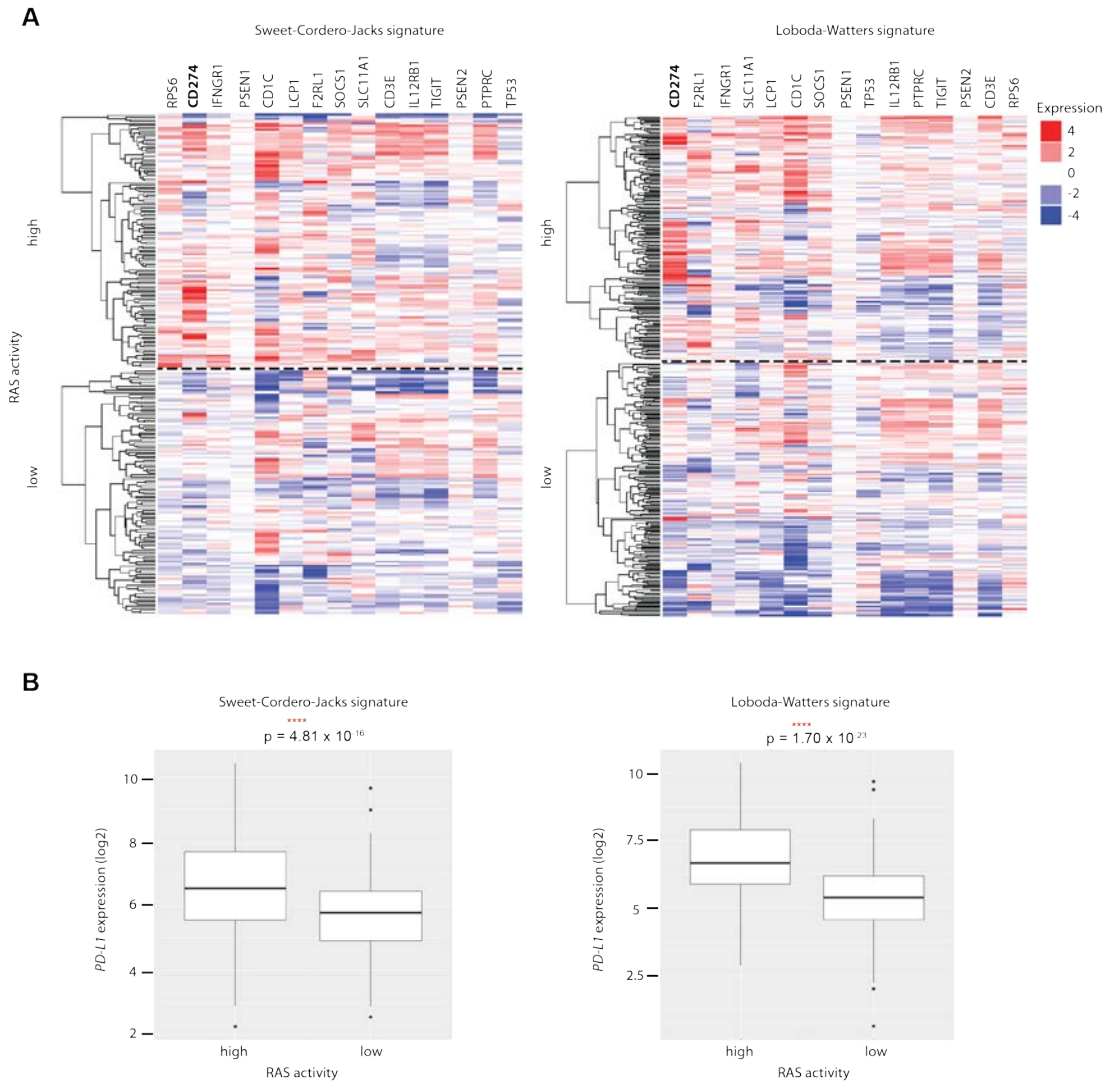 A
Sweet-Cordero-Jacks signature
RPS6
CD274
IFNGR1
PSEN1
CD1C
LCP1
F2RL1
SOCS1
SLC11A1
CD3E
IL12RB1
TIGIT
PSEN2
PTPRC
TP53
RAS activity
high
low
Loboda-Watters signature
CD274
F2RL1
IFNGR1
SLC11A1
LCP1
CD1C
SOCS1
PSEN1
TP53
IL12RB1
PTPRC
TIGIT
PSEN2
CD3E
RPS6
high
low
Expression
4
2
0
-2
-4
B
Sweet-Cordero-Jacks signature
****
p = 4.81 x 10-16
PD-L1 expression (log2)
10
8
6
4
2
high low
RAS activity
Loboda-Watters signature
****
p = 1.70 x 10-23
PD-L1 expression (log2)
10
7.5
5
2.5
high low
RAS activity